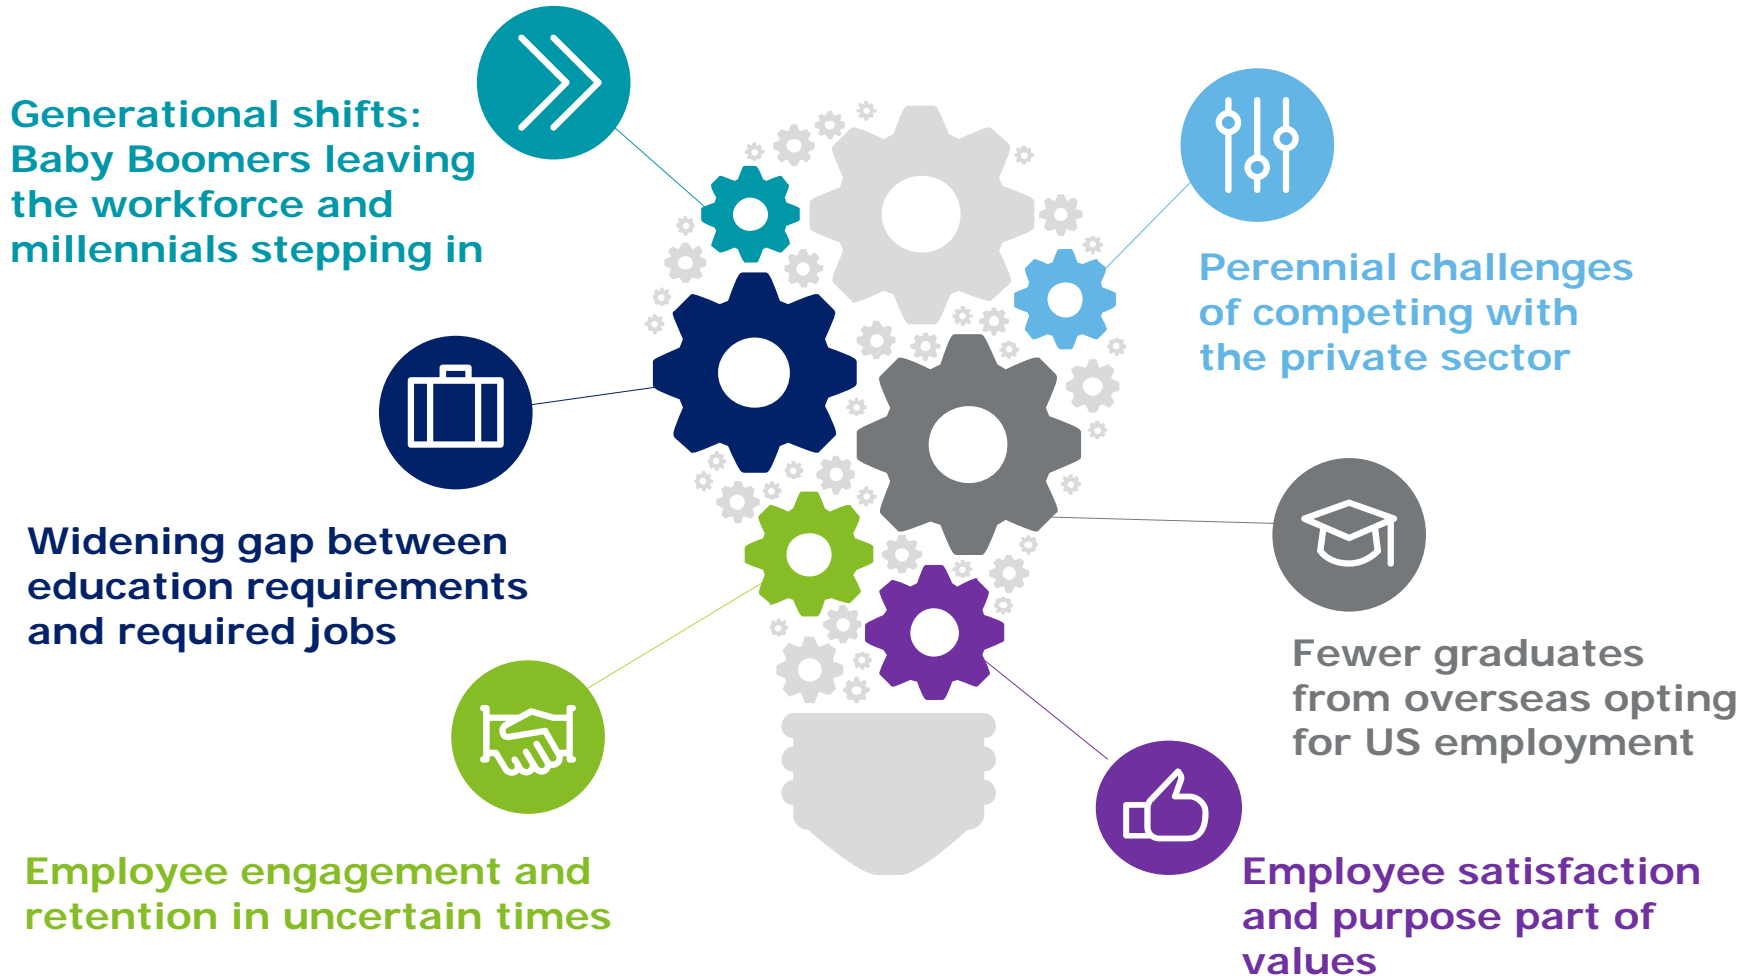 Generational shifts:
Baby Boomers leaving
the workforce and
millennials stepping in
Perennial challenges
of competing with
the private sector
Widening gap between
education requirements
and required jobs
Fewer graduates
from overseas opting
for US employment
Employee engagement and
retention in uncertain times
Employee satisfaction
and purpose part of
values